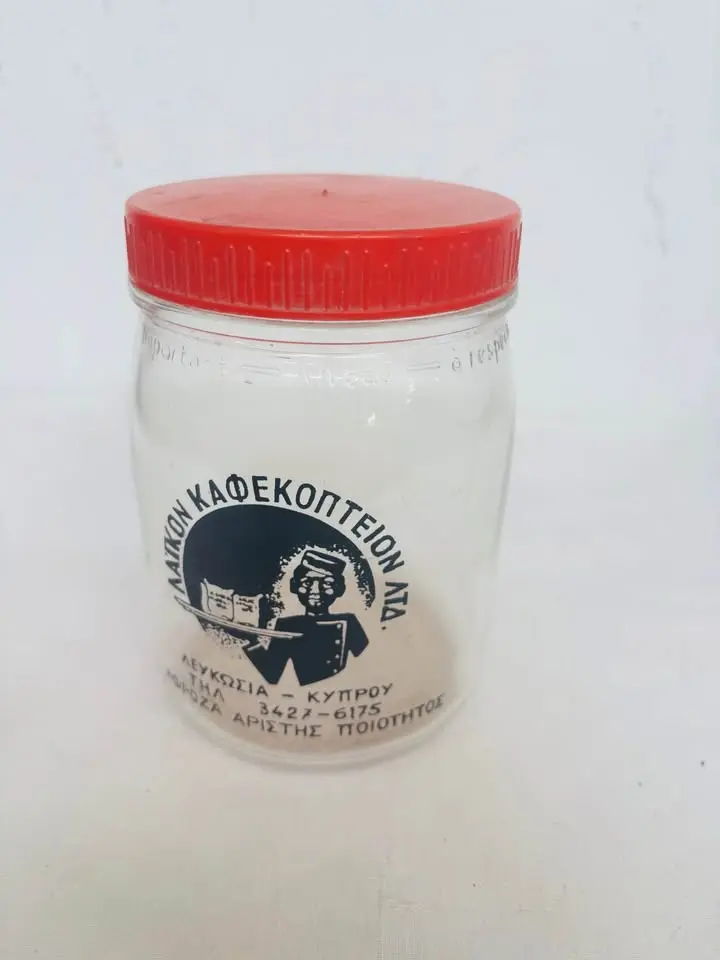 ΛΑΪΚΟΝ ΚΑΦΕΚΟΠΤΕΙΟΝ ΛΤΔ.
ΛΕΥΚΩΣΙΑ – ΚΥΠΡΟΥ
ΤΗΛ 3427–6175
ΑΡΙΣΤΗΣ ΠΟΙΟΤΗΤΟΣ